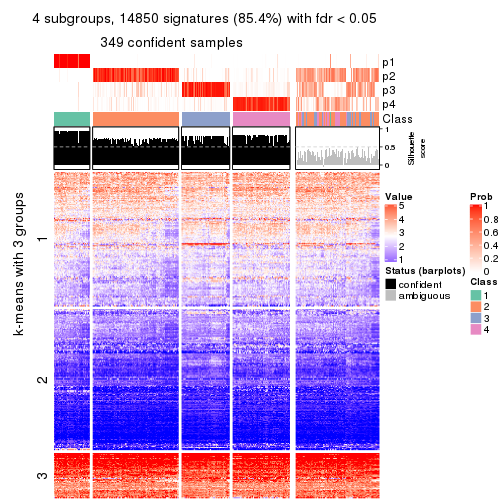 4 subgroups, 14850 signatures (85.4%) with fdr < 0.05
349 confident samples
p1
p2
p3
p4
Class
1
0.5
0
Silhouette
score
k-means with 3 groups
1
2
3
Value
5
4
3
2
1
Status (barplots)
confident
ambiguous
Prob
1
0.8
0.6
0.4
0.2
0
Class
1
2
3
4